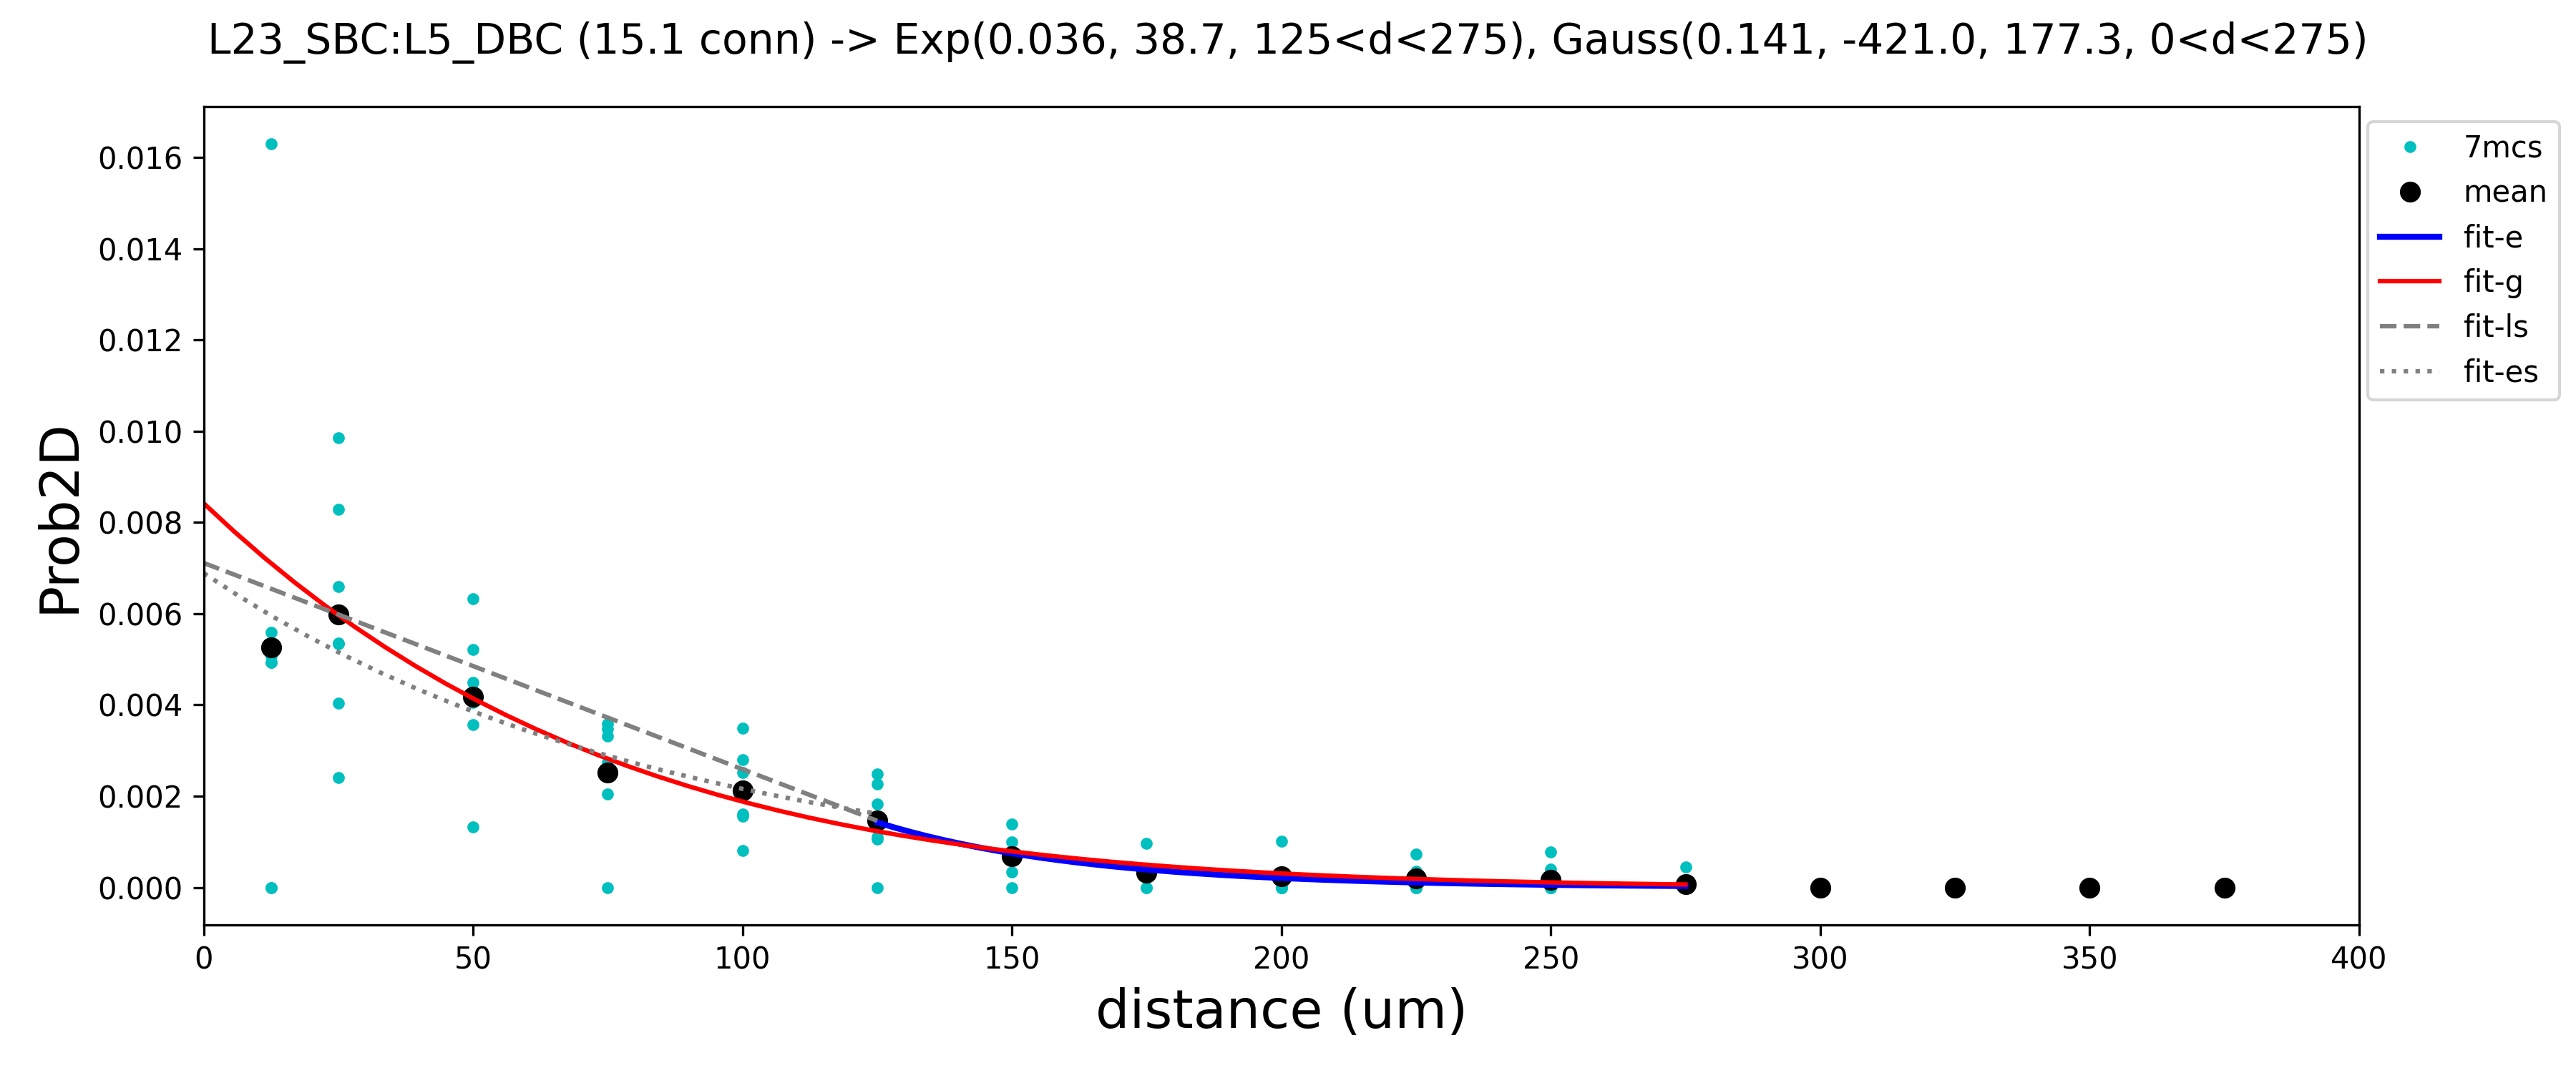 L23_SBC:L5_DBC (15.1 conn) -> Exp(0.036, 38.7, 125<d<275), Gauss(0.141, -421.0, 177.3, 0<d<275)
Prob2D
0.016
0.014
0.012
0.010
0.008
0.006
0.004
0.002
0.000
0 50 100 150 200 250 300 350 400
distance (um)
7mcs
mean
fit-e
fit-g
fit-ls
fit-es